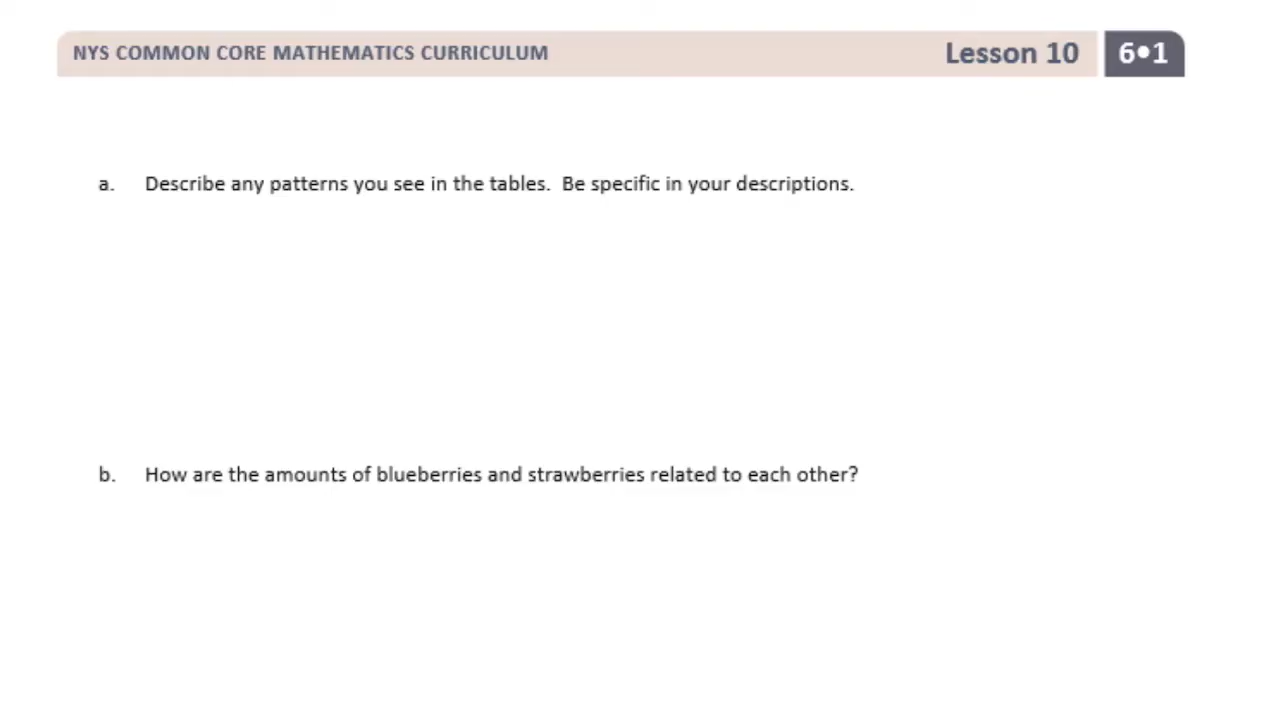 NYS COMMON CORE MATHEMATICS CURRICULUM Lesson 10 6•1
a. Describe any patterns you see in the tables. Be specific in your descriptions.
b. How are the amounts of blueberries and strawberries related to each other?